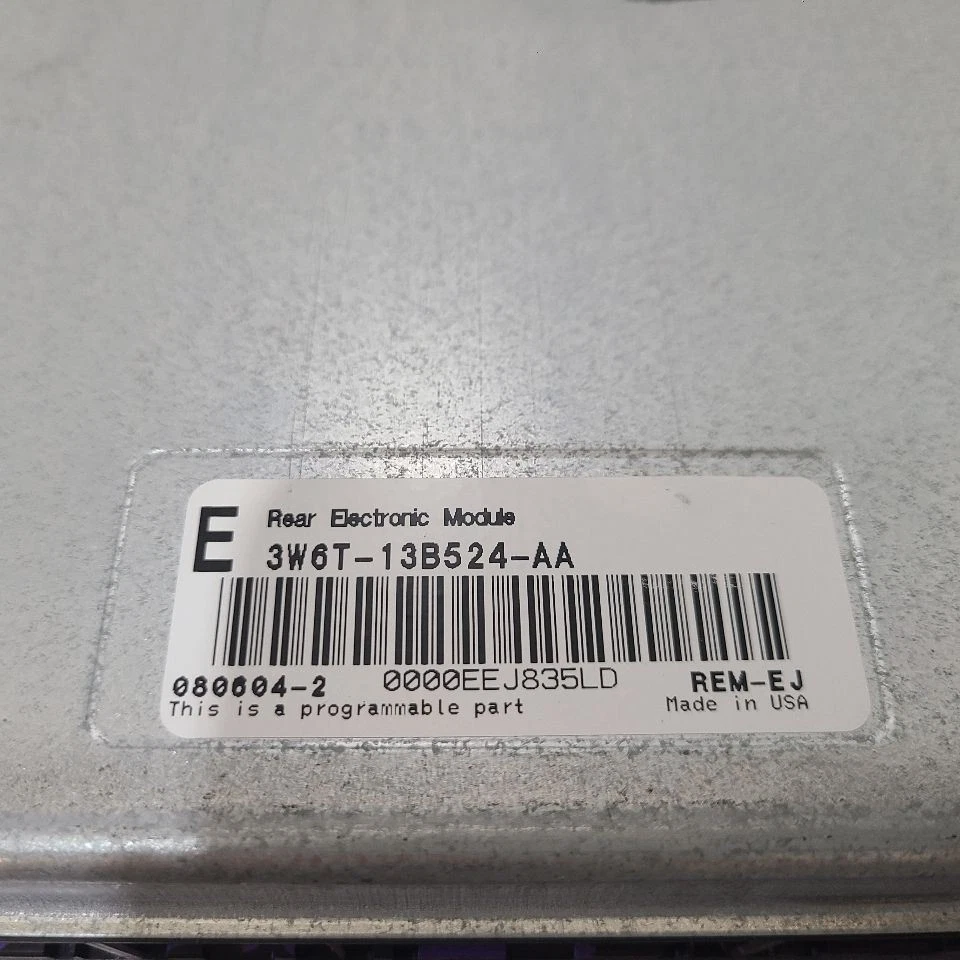 E
Rear Electronic Module
3W6T-13B524-AA
080604-2 0000EEJ835LD REM-EJ
This is a programmable part Made in USA